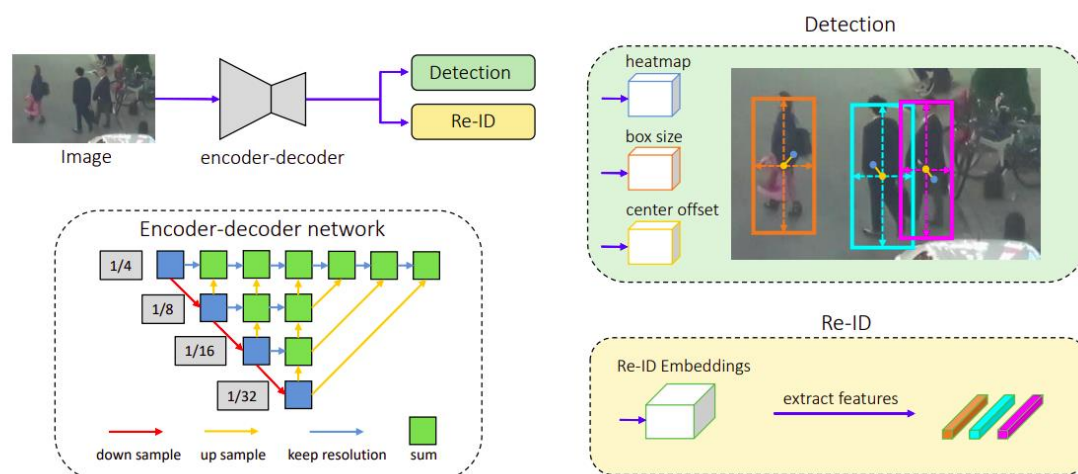 Image
encoder-decoder
Detection
Re-ID
Encoder-decoder network
1/4
1/8
1/16
1/32
down sample
up sample
keep resolution
sum
Detection
heatmap
box size
center offset
Re-ID
Re-ID Embeddings
extract features